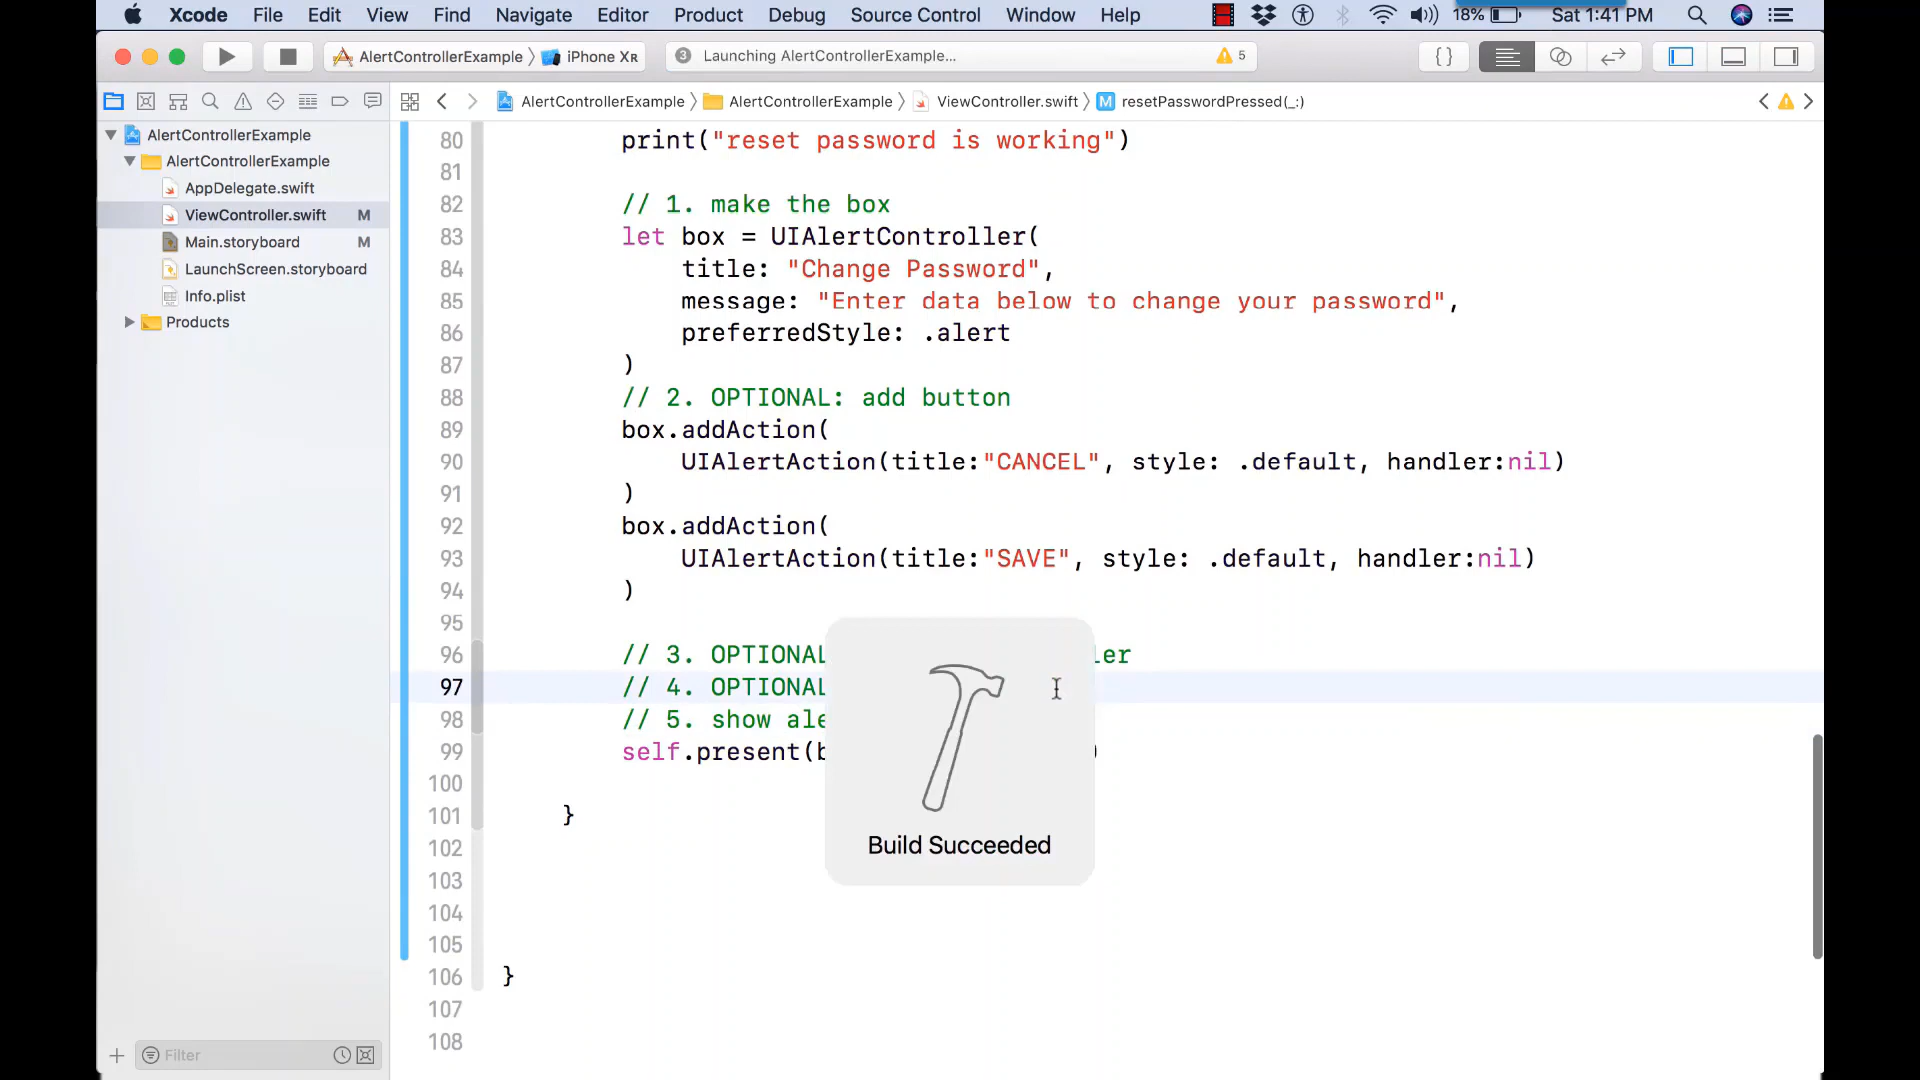 Xcode File Edit View Find Navigate Editor Product Debug Source Control Window Help 18% Sat 1:41 PM
AlertControllerExample iPhone XR 3 Launching AlertControllerExample… 5 { }
AlertControllerExample AlertControllerExample ViewController.swift M resetPasswordPressed(_:)
AlertControllerExample
AlertControllerExample
AppDelegate.swift
ViewController.swift M
Main.storyboard M
LaunchScreen.storyboard
Info.plist
Products
80 print("reset password is working")
81
82 // 1. make the box
83 let box = UIAlertController(
84 title: "Change Password",
85 message: "Enter data below to change your password",
86 preferredStyle: .alert
87 )
88 // 2. OPTIONAL: add button
89 box.addAction(
90 UIAlertAction(title:"CANCEL", style: .default, handler:nil)
91 )
92 box.addAction(
93 UIAlertAction(title:"SAVE", style: .default, handler:nil)
94 )
95
96 // 3. OPTIONAL ler
97 // 4. OPTIONAL
98 // 5. show ale
99 self.present(b )
100
101 }
102
103
104
105
106 }
107
108
Build Succeeded
Filter